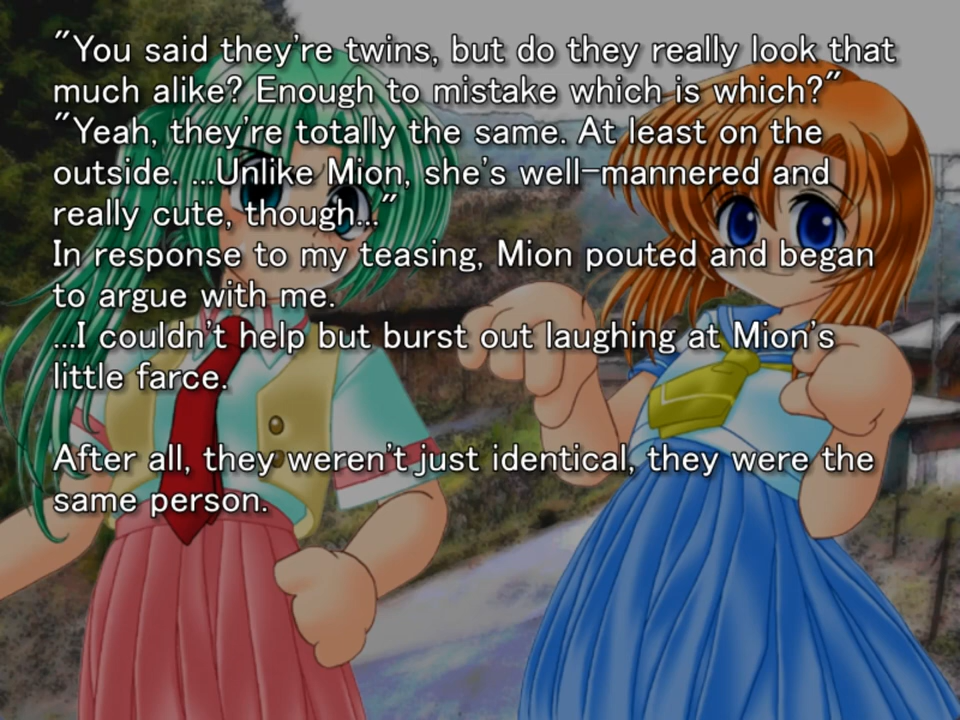 "You said they're twins, but do they really look that
much alike? Enough to mistake which is which?"
"Yeah, they're totally the same. At least on the
outside. ...Unlike Mion, she's well-mannered and
really cute, though..."
In response to my teasing, Mion pouted and began
to argue with me.
...I couldn't help but burst out laughing at Mion's
little farce.
After all, they weren't just identical, they were the
same person.